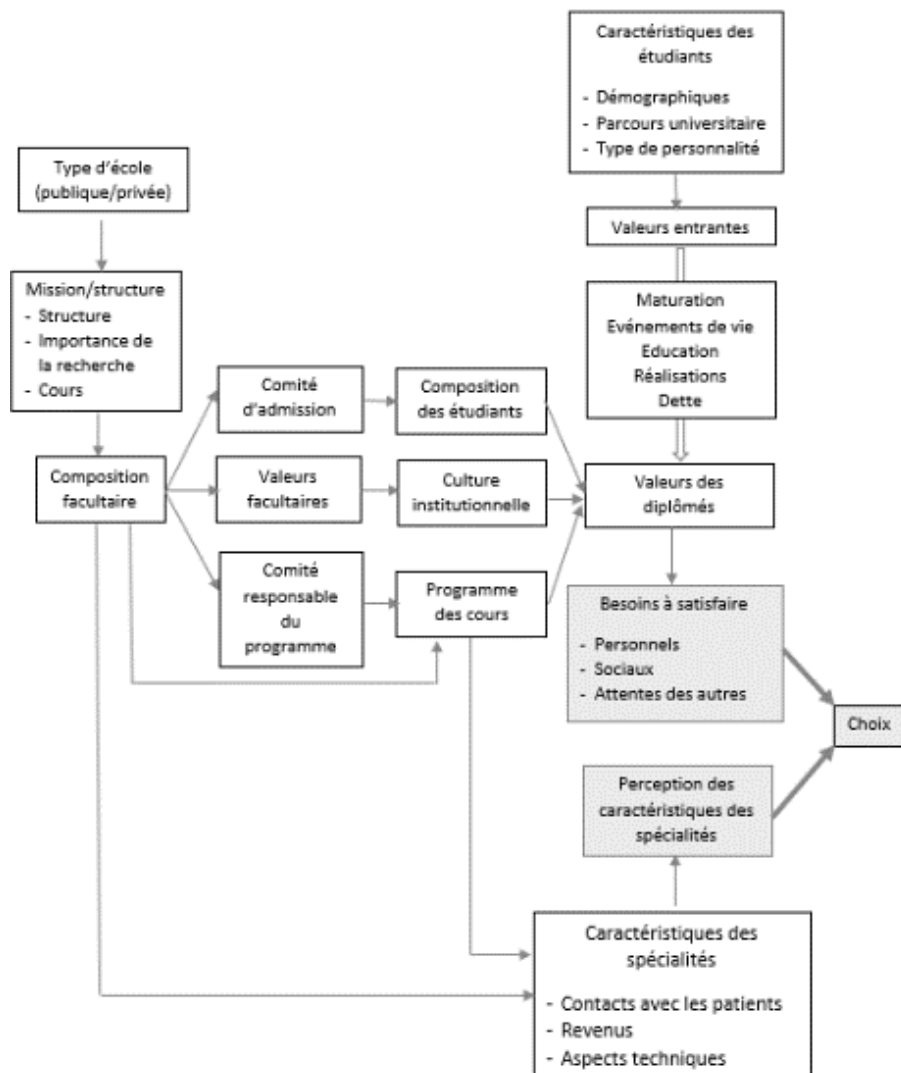 Caractéristiques des
étudiants
- Démographiques
- Parcours universitaire
- Type de personnalité
Type d'école
(publique/privée)
Valeurs entrantes
Mission/structure
- Structure
- Importance de
la recherche
- Cours
Maturation
Evénements de vie
Education
Réalisations
Dette
Comité
d'admission
Composition
des étudiants
Composition
facultaire
Valeurs
facultaires
Culture
institutionnelle
Valeurs des
diplômés
Comité
responsable
du
programme
Programme
des cours
Besoins à satisfaire
- Personnels
- Sociaux
- Attentes des autres
Choix
Perception des
caractéristiques des
spécialités
Caractéristiques des
spécialités
- Contacts avec les patients
- Revenus
- Aspects techniques